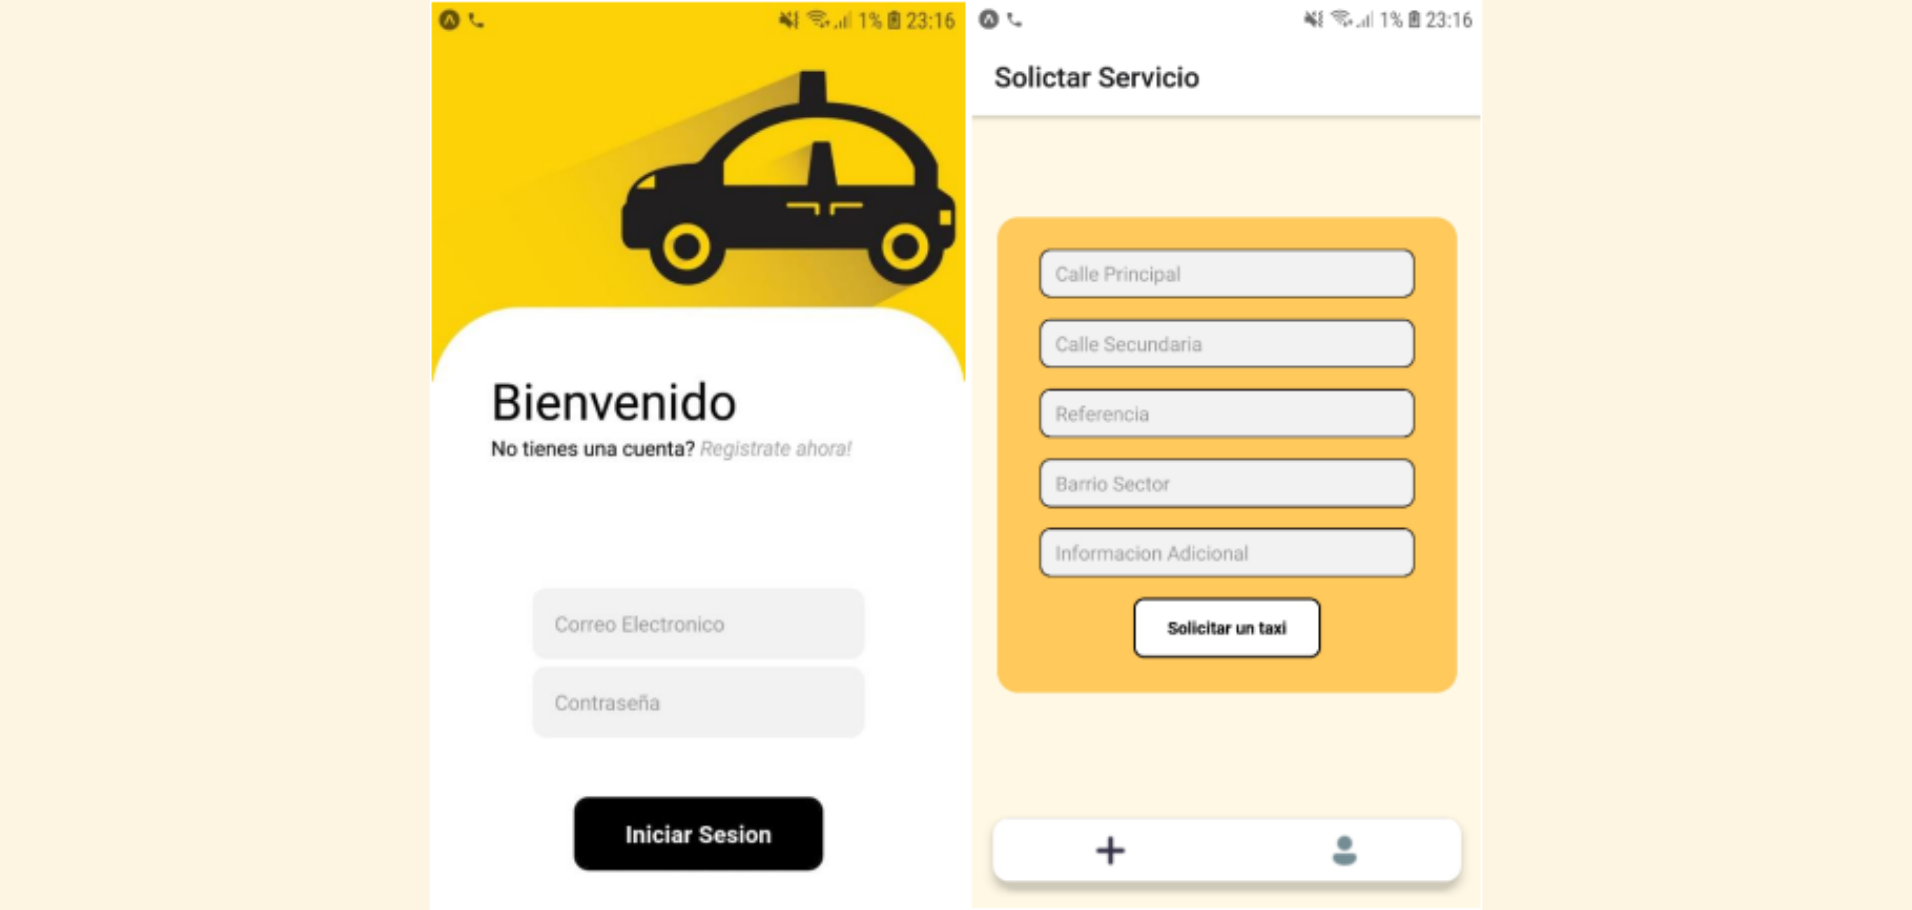 1% 23:16
Bienvenido
No tienes una cuenta? Registrate ahora!
Correo Electronico
Contraseña
Iniciar Sesion
1% 23:16
Solictar Servicio
Calle Principal
Calle Secundaria
Referencia
Barrio Sector
Informacion Adicional
Solicitar un taxi